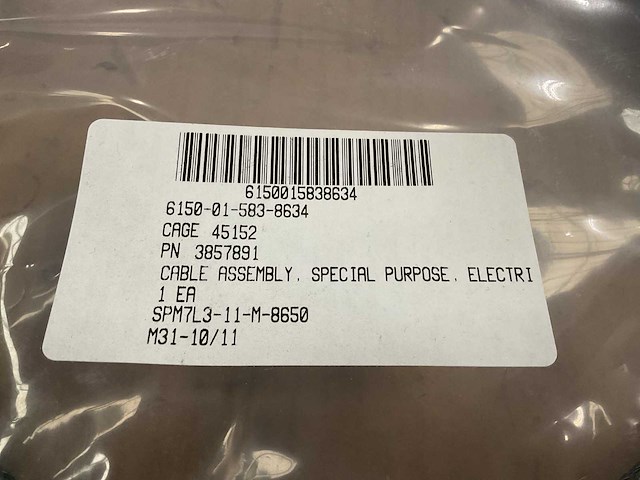 6150015838634
6150-01-583-8634
CAGE 45152
PN 3857891
CABLE ASSEMBLY, SPECIAL PURPOSE, ELECTRI
1 EA
SPM7L3-11-M-8650
M31-10/11